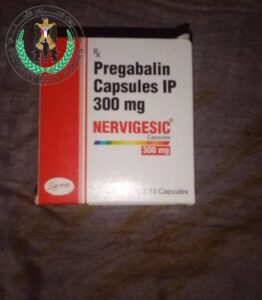 Rx
Pregabalin
Capsules IP
300 mg
NERVIGESIC®
Capsules
300 mg
X 15 Capsules